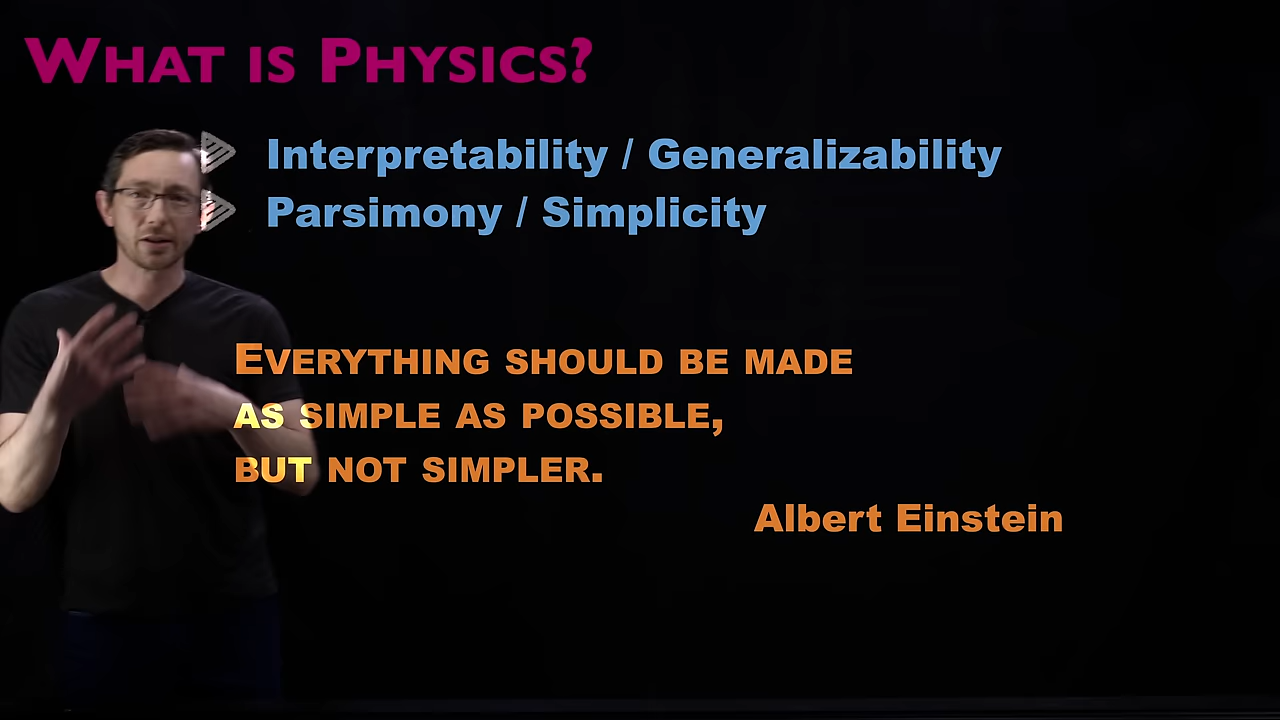 What is Physics?
Interpretability / Generalizability
Parsimony / Simplicity
Everything should be made
as simple as possible,
but not simpler.
Albert Einstein